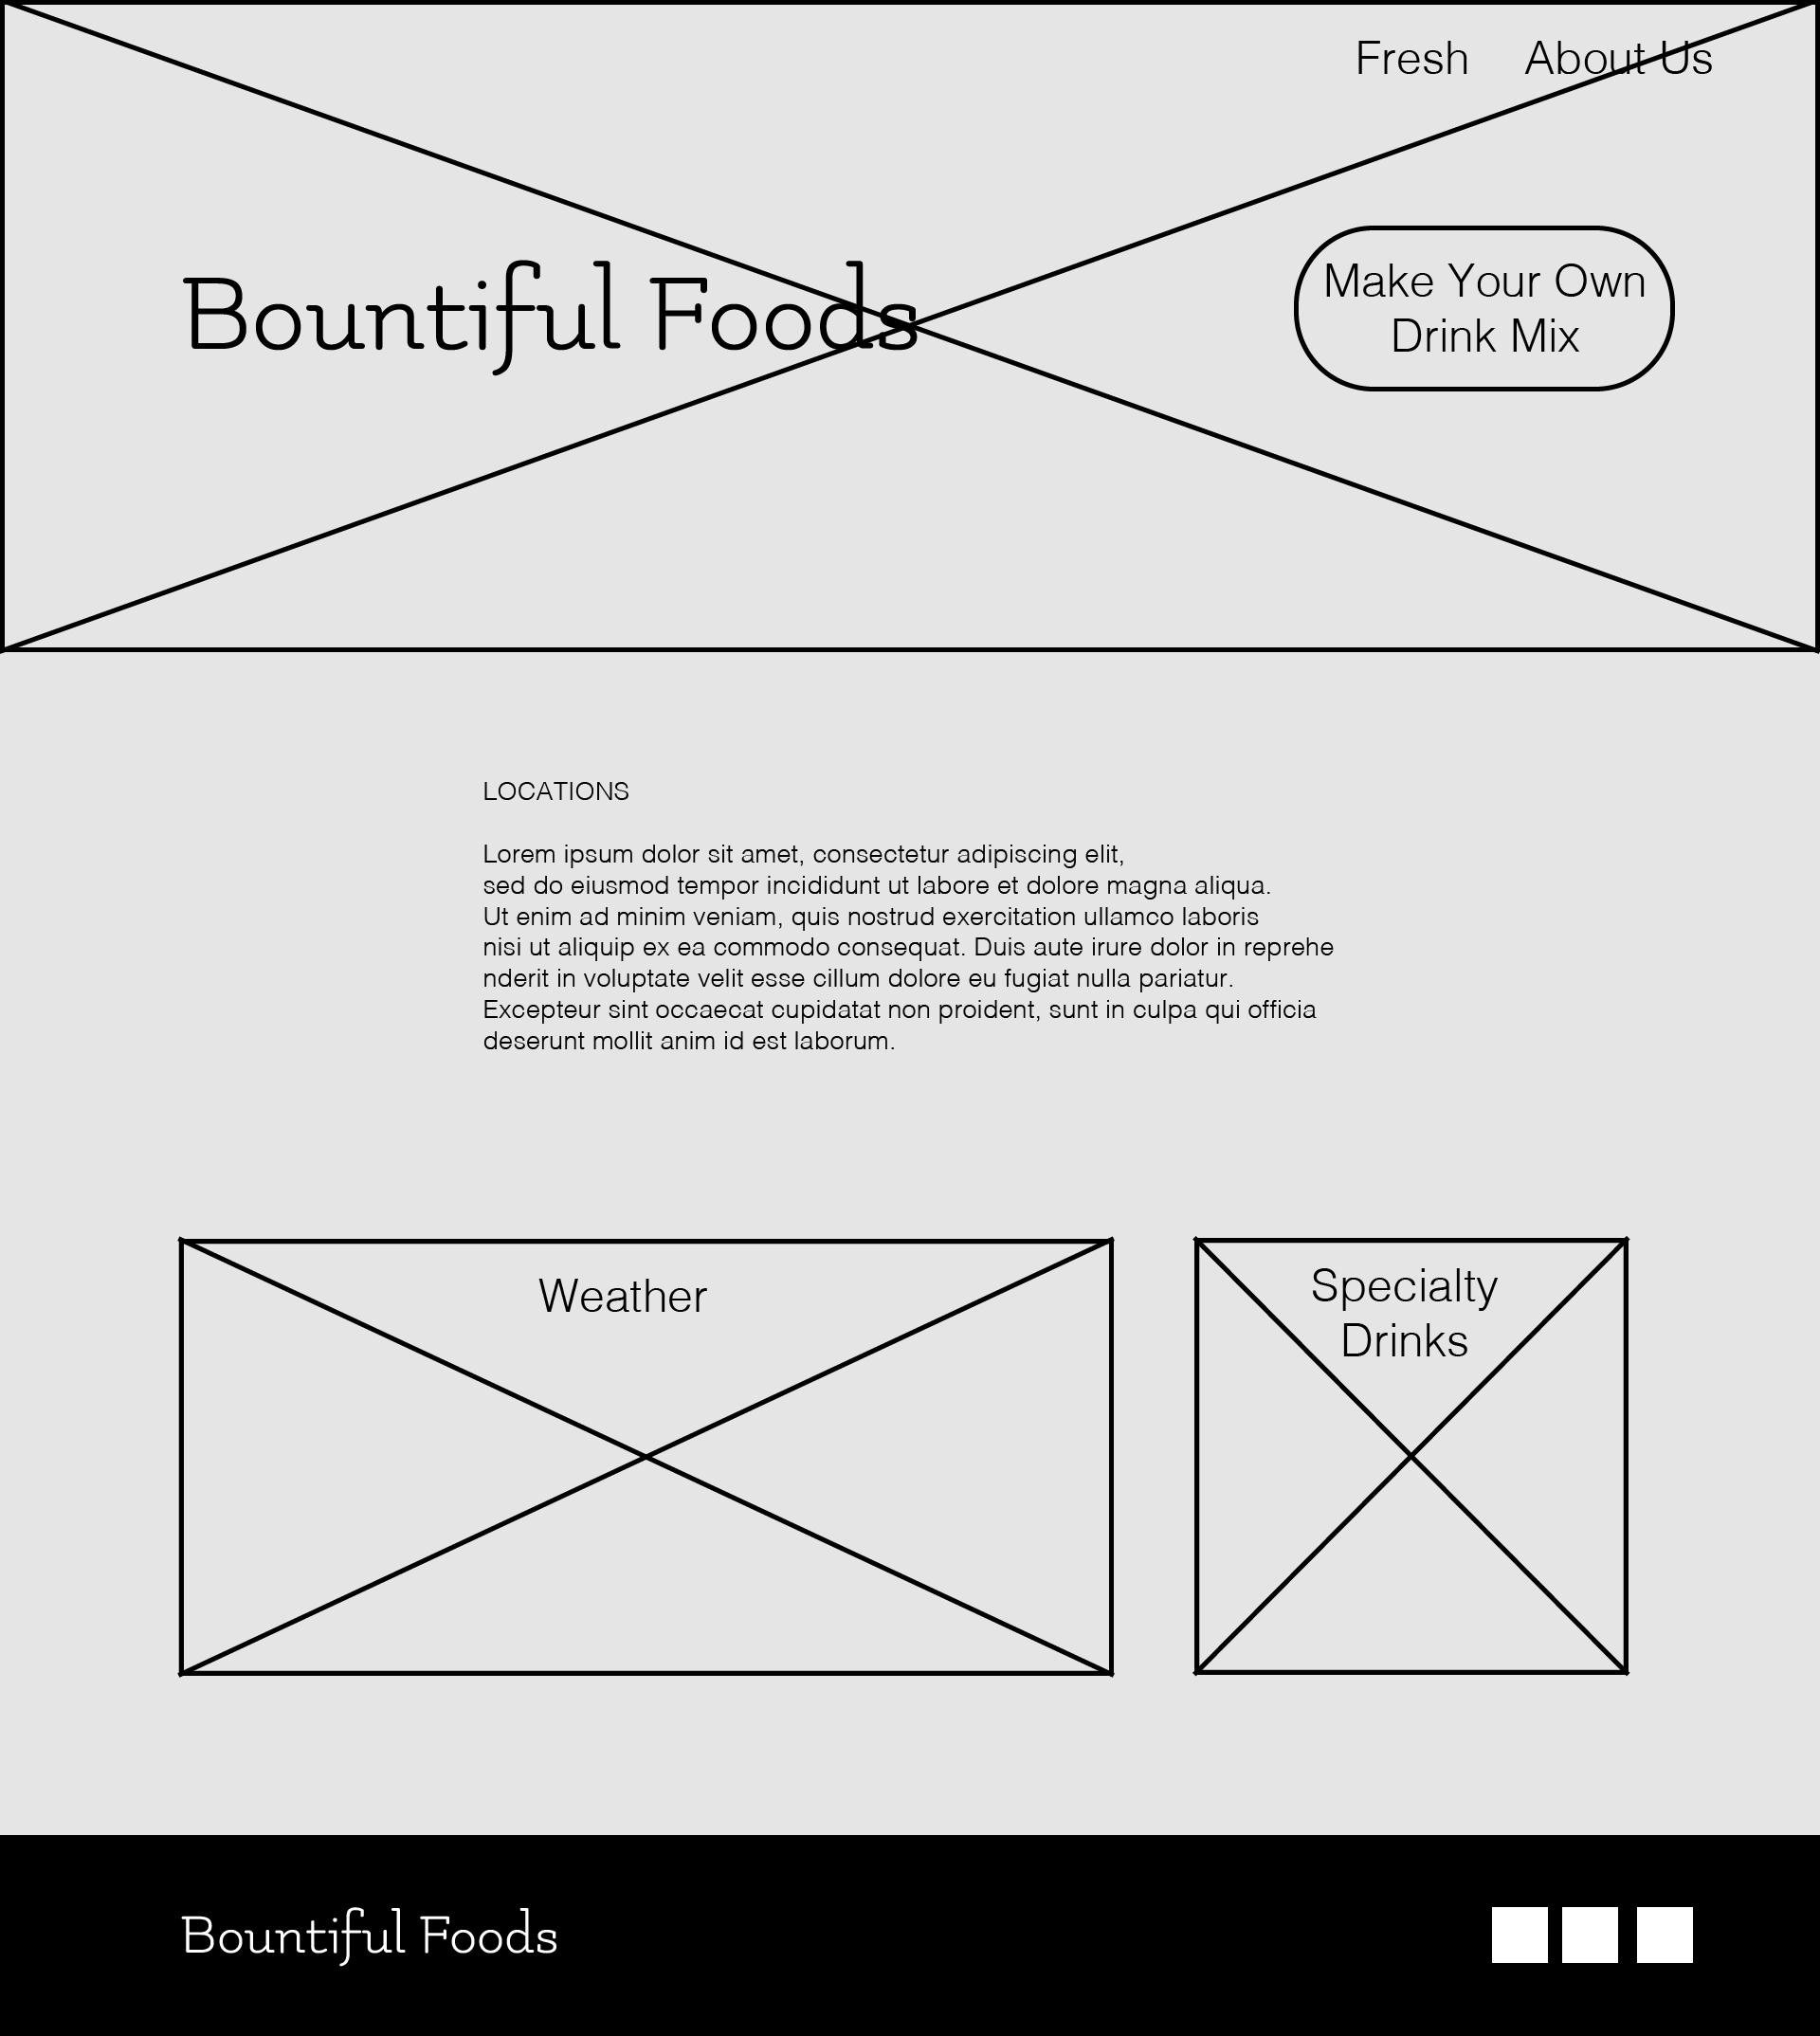 Fresh About Us
Bountiful Foods
Make Your Own
Drink Mix
LOCATIONS
Lorem ipsum dolor sit amet, consectetur adipiscing elit,
sed do eiusmod tempor incididunt ut labore et dolore magna aliqua.
Ut enim ad minim veniam, quis nostrud exercitation ullamco laboris
nisi ut aliquip ex ea commodo consequat. Duis aute irure dolor in reprehe
nderit in voluptate velit esse cillum dolore eu fugiat nulla pariatur.
Excepteur sint occaecat cupidatat non proident, sunt in culpa qui officia
deserunt mollit anim id est laborum.
Weather
Specialty
Drinks
Bountiful Foods